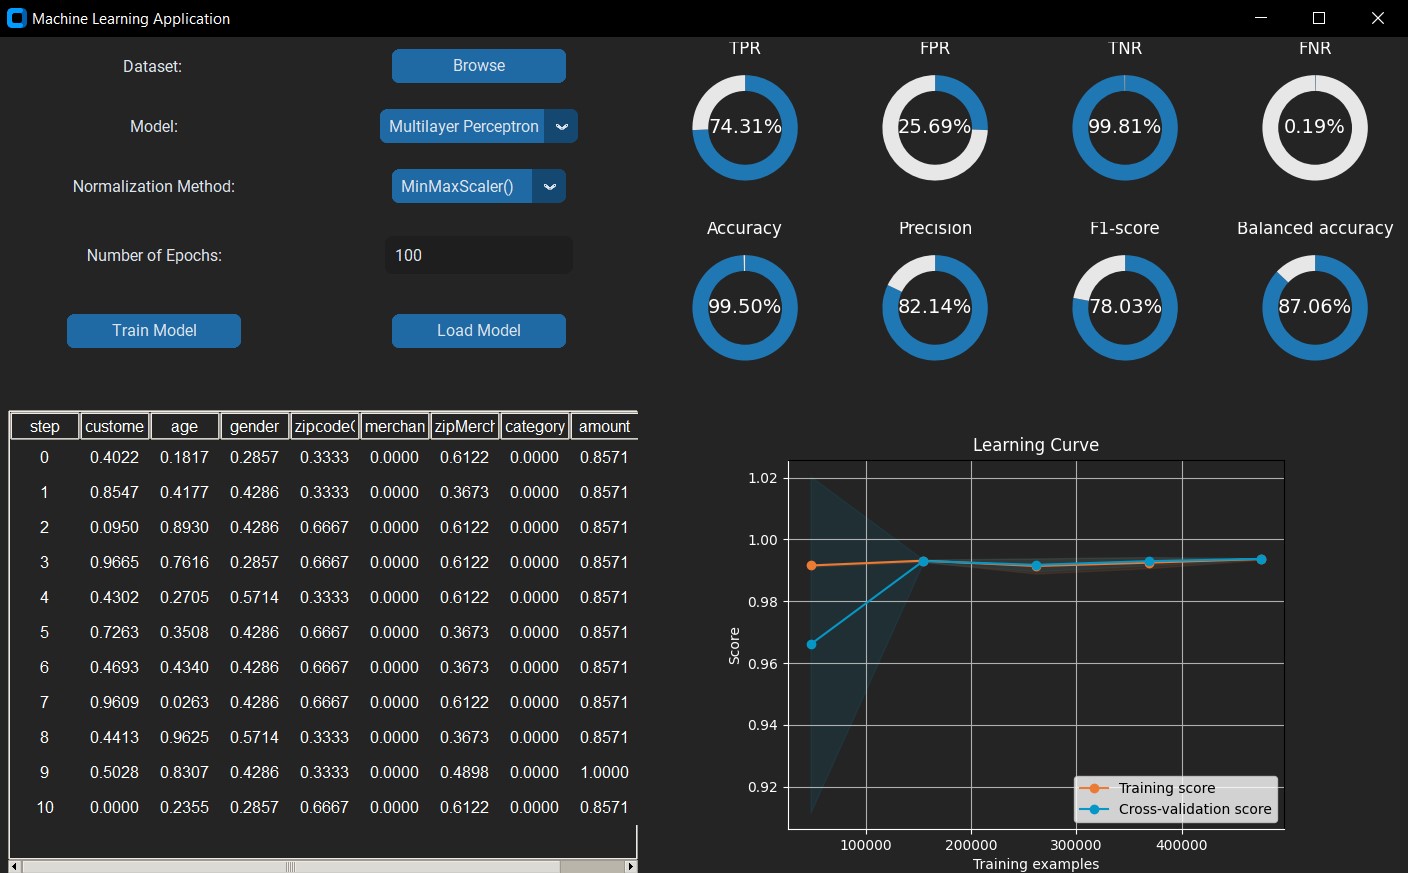 Machine Learning Application
Dataset:
Browse
Model:
Multilayer Perceptron
Normalization Method:
MinMaxScaler()
Number of Epochs:
100
Train Model
Load Model
TPR FPR TNR FNR
74.31% 25.69% 99.81% 0.19%
Accuracy Precision F1-score Balanced accuracy
99.50% 82.14% 78.03% 87.06%
step custome age gender zipcodeO merchan zipMerch category amount
0 0.4022 0.1817 0.2857 0.3333 0.0000 0.6122 0.0000 0.8571
1 0.8547 0.4177 0.4286 0.3333 0.0000 0.3673 0.0000 0.8571
2 0.0950 0.8930 0.4286 0.6667 0.0000 0.6122 0.0000 0.8571
3 0.9665 0.7616 0.2857 0.6667 0.0000 0.6122 0.0000 0.8571
4 0.4302 0.2705 0.5714 0.3333 0.0000 0.6122 0.0000 0.8571
5 0.7263 0.3508 0.4286 0.6667 0.0000 0.3673 0.0000 0.8571
6 0.4693 0.4340 0.4286 0.6667 0.0000 0.3673 0.0000 0.8571
7 0.9609 0.0263 0.4286 0.6667 0.0000 0.6122 0.0000 0.8571
8 0.4413 0.9625 0.5714 0.3333 0.0000 0.3673 0.0000 0.8571
9 0.5028 0.8307 0.4286 0.3333 0.0000 0.4898 0.0000 1.0000
10 0.0000 0.2355 0.2857 0.6667 0.0000 0.6122 0.0000 0.8571
Learning Curve
1.02
1.00
0.98
0.96
0.94
0.92
Score
Training score
Cross-validation score
100000 200000 300000 400000
Training examples